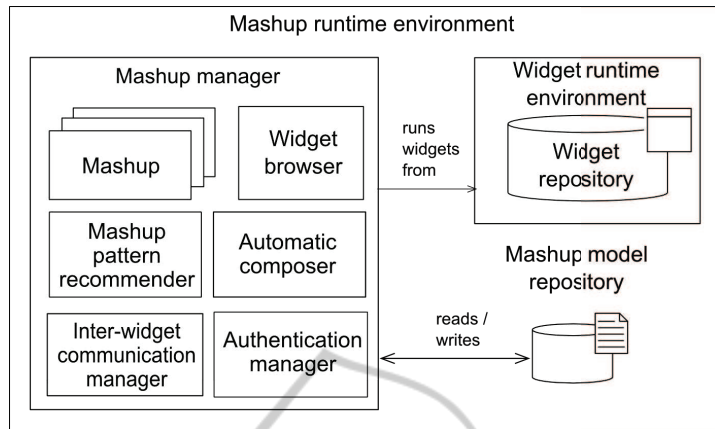 Mashup runtime environment
Mashup manager
Mashup
Widget
browser
Mashup
pattern
recommender
Automatic
composer
Inter-widget
communication
manager
Authentication
manager
runs
widgets
from
Widget runtime
environment
Widget
repository
Mashup model
repository
reads /
writes